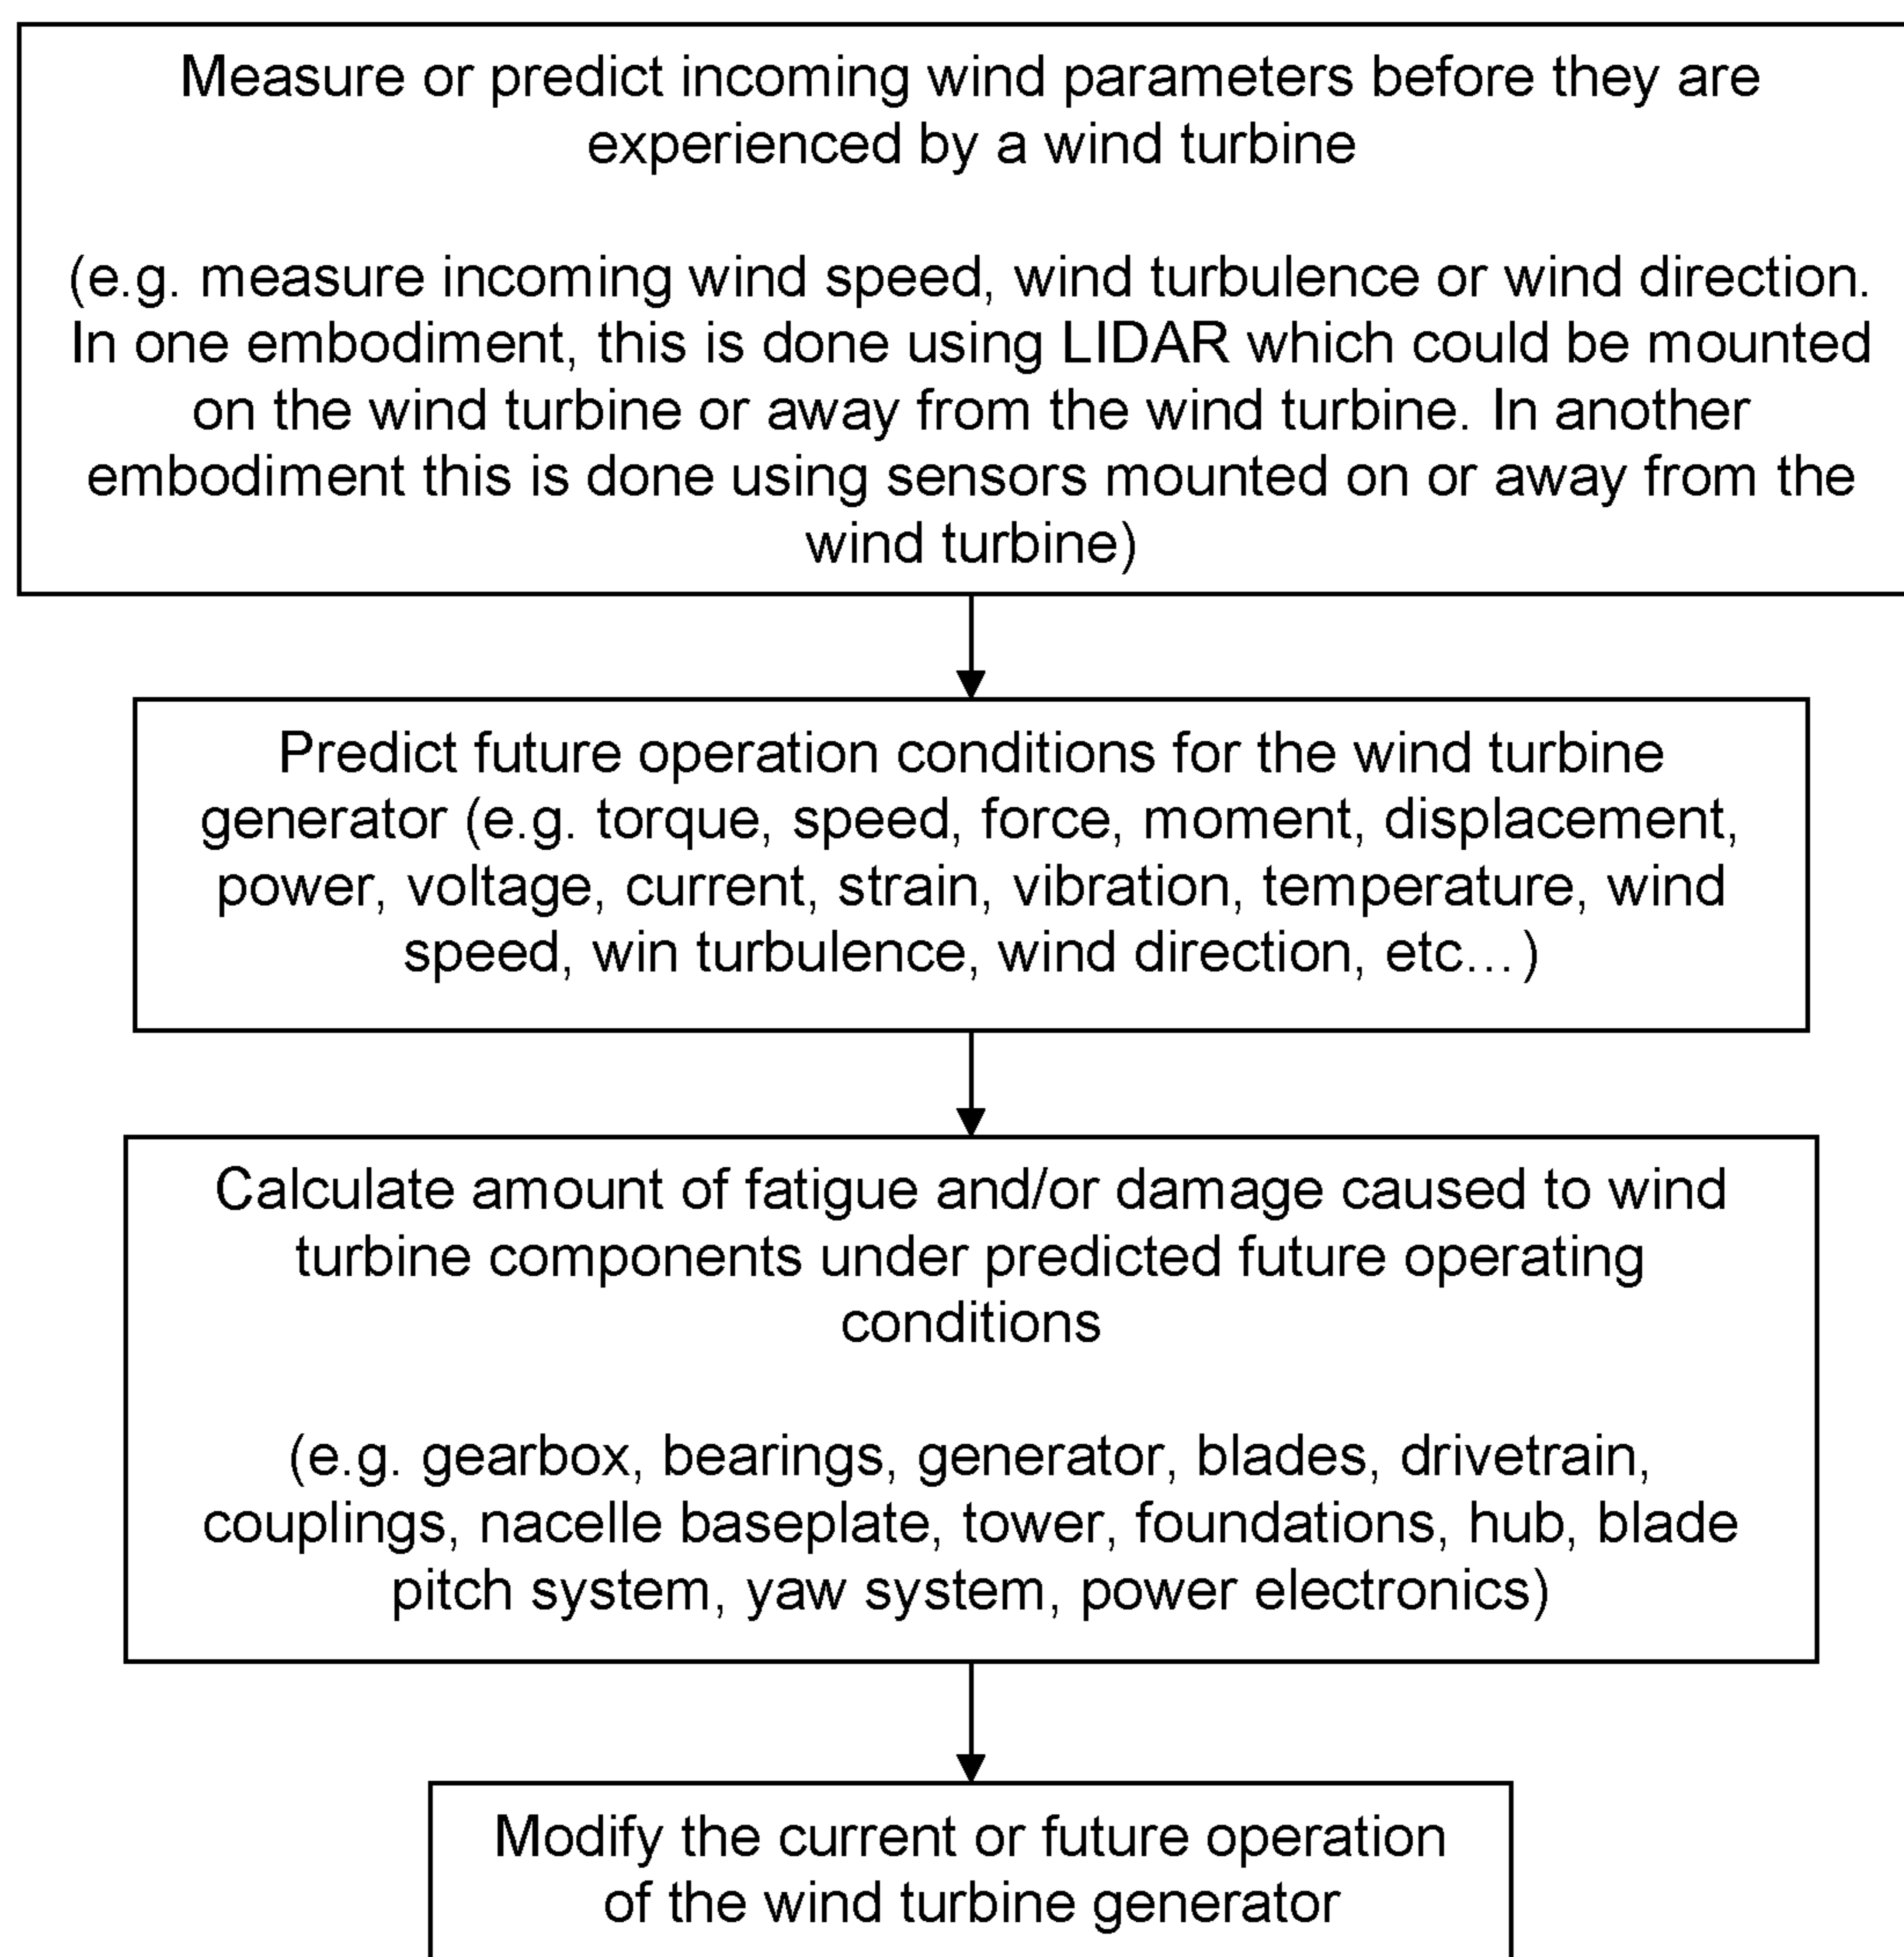 Measure or predict incoming wind parameters before they are
experienced by a wind turbine
(e.g. measure incoming wind speed, wind turbulence or wind direction.
In one embodiment, this is done using LIDAR which could be mounted
on the wind turbine or away from the wind turbine. In another
embodiment this is done using sensors mounted on or away from the
wind turbine)
Predict future operation conditions for the wind turbine
generator (e.g. torque, speed, force, moment, displacement,
power, voltage, current, strain, vibration, temperature, wind
speed, win turbulence, wind direction, etc...)
Calculate amount of fatigue and/or damage caused to wind
turbine components under predicted future operating
conditions
(e.g. gearbox, bearings, generator, blades, drivetrain,
couplings, nacelle baseplate, tower, foundations, hub, blade
pitch system, yaw system, power electronics)
Modify the current or future operation
of the wind turbine generator